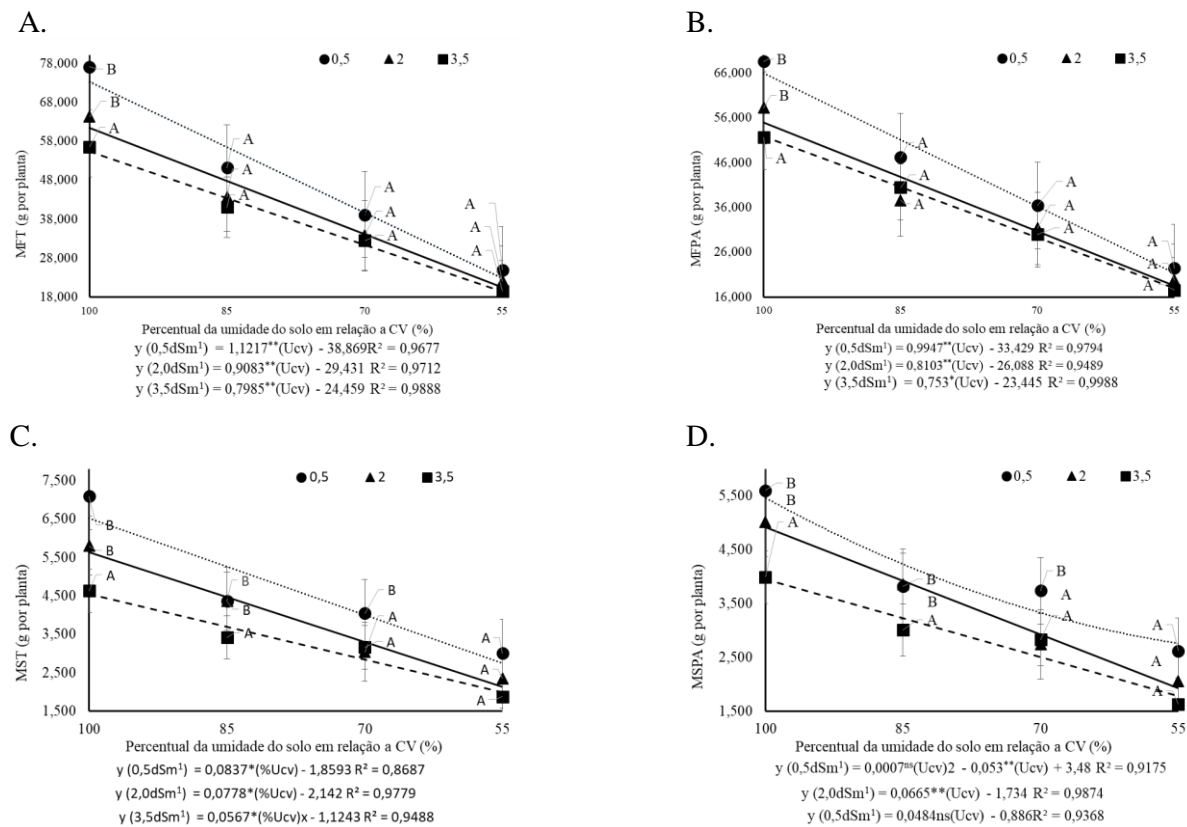 A.
0,5 2 3,5
78,000
68,000
58,000
48,000
38,000
28,000
18,000
MFT (g por planta)
B
B
A
A
A
A
A
A
A
A
A
A
100 85 70 55
Percentual da umidade do solo em relação a CV (%)
y (0,5dSm¹) = 1,1217**(Ucv) - 38,869R² = 0,9677
y (2,0dSm¹) = 0,9083**(Ucv) - 29,431 R² = 0,9712
y (3,5dSm¹) = 0,7985**(Ucv) - 24,459 R² = 0,9888
B.
0,5 2 3,5
66,000
56,000
46,000
36,000
26,000
16,000
MFPA (g por planta)
B
B
A
A
A
A
A
A
A
A
A
A
100 85 70 55
Percentual da umidade do solo em relação a CV (%)
y (0,5dSm¹) = 0,9947**(Ucv) - 33,429 R² = 0,9794
y (2,0dSm¹) = 0,8103**(Ucv) - 26,088 R² = 0,9489
y (3,5dSm¹) = 0,753*(Ucv) - 23,445 R² = 0,9988
C.
0,5 2 3,5
7,500
6,500
5,500
4,500
3,500
2,500
1,500
MST (g por planta)
B
B
A
B
B
A
B
A
A
A
A
A
100 85 70 55
Percentual da umidade do solo em relação a CV (%)
y (0,5dSm¹) = 0,0837*(%Ucv) - 1,8593 R² = 0,8687
y (2,0dSm¹) = 0,0778*(%Ucv) - 2,142 R² = 0,9779
y (3,5dSm¹) = 0,0567*(%Ucv)x - 1,1243 R² = 0,9488
D.
0,5 2 3,5
5,500
4,500
3,500
2,500
1,500
MSPA (g por planta)
B
B
A
B
B
A
B
A
A
A
A
A
100 85 70 55
Percentual da umidade do solo em relação a CV (%)
y (0,5dSm¹) = 0,0007ⁿˢ(Ucv)2 - 0,053**(Ucv) + 3,48 R² = 0,9175
y (2,0dSm¹) = 0,0665**(Ucv) - 1,734 R² = 0,9874
y (0,5dSm¹) = 0,0484ns(Ucv) - 0,886R² = 0,9368